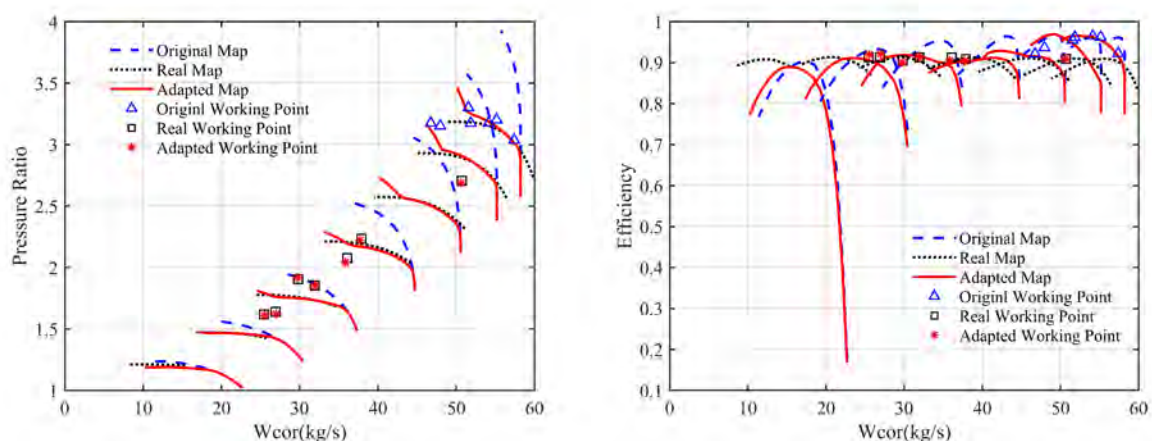 4
3.5
3
2.5
2
1.5
1
Pressure Ratio
Original Map
Real Map
Adapted Map
Originl Working Point
Real Working Point
Adapted Working Point
0 10 20 30 40 50 60
Wcor(kg/s)
1
0.9
0.8
0.7
0.6
0.5
0.4
0.3
0.2
0.1
Efficiency
Original Map
Real Map
Adapted Map
Originl Working Point
Real Working Point
Adapted Working Point
0 10 20 30 40 50 60
Wcor(kg/s)